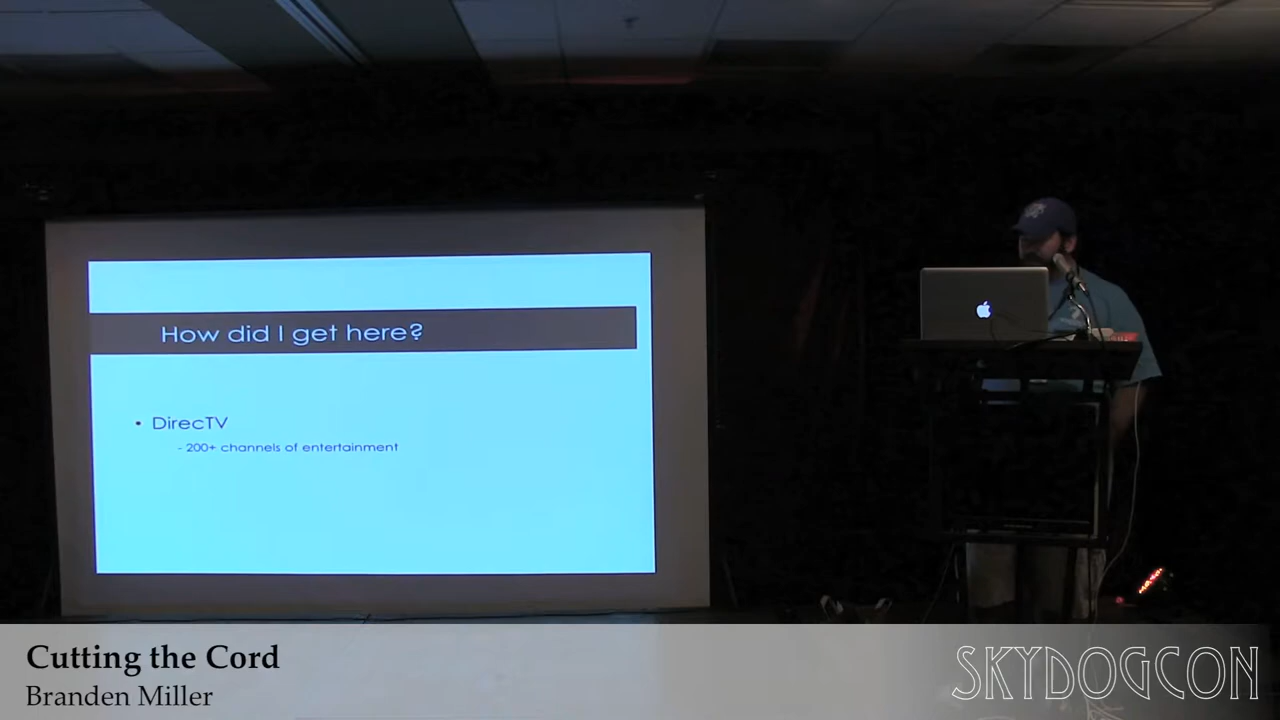 How did I get here?
• DirecTV
- 200+ channels of entertainment
Cutting the Cord
Branden Miller
SKYDOGCON